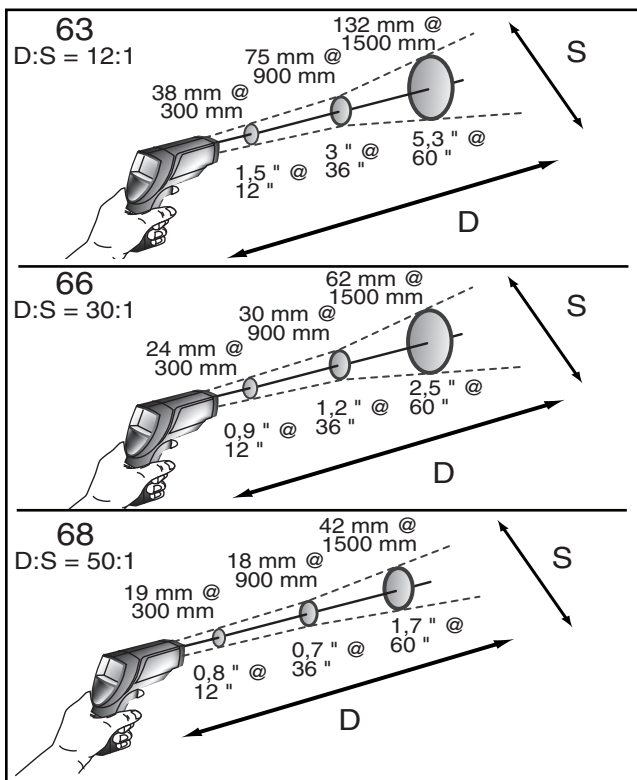 63
D:S = 12:1
132 mm @
1500 mm
75 mm @
900 mm
38 mm @
300 mm
S
1,5 " @
12 "
3 " @
36 "
5,3 " @
60 "
D
66
D:S = 30:1
62 mm @
1500 mm
30 mm @
900 mm
24 mm @
300 mm
S
0,9 " @
12 "
1,2 " @
36 "
2,5 " @
60 "
D
68
D:S = 50:1
42 mm @
1500 mm
18 mm @
900 mm
19 mm @
300 mm
S
0,8 " @
12 "
0,7 " @
36 "
1,7 " @
60 "
D